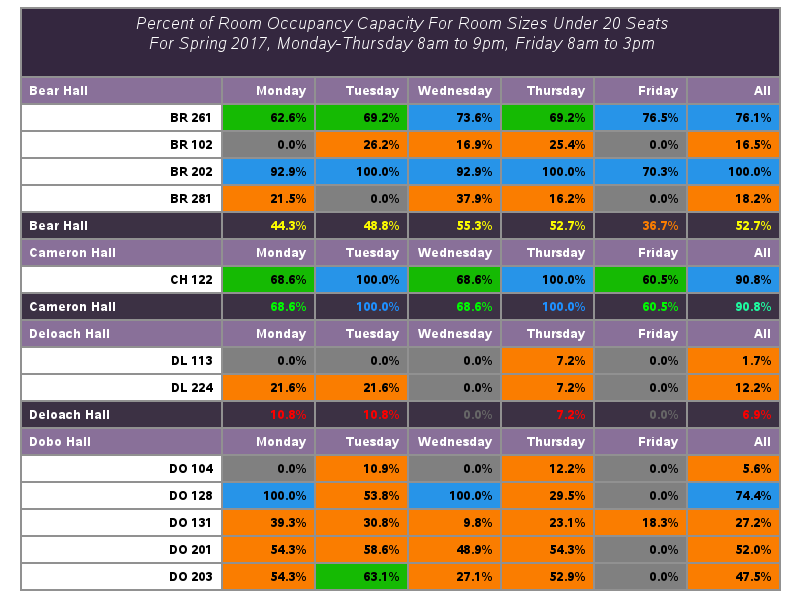 Percent of Room Occupancy Capacity For Room Sizes Under 20 Seats
For Spring 2017, Monday-Thursday 8am to 9pm, Friday 8am to 3pm
Bear Hall Monday Tuesday Wednesday Thursday Friday All
BR 261 62.6% 69.2% 73.6% 69.2% 76.5% 76.1%
BR 102 0.0% 26.2% 16.9% 25.4% 0.0% 16.5%
BR 202 92.9% 100.0% 92.9% 100.0% 70.3% 100.0%
BR 281 21.5% 0.0% 37.9% 16.2% 0.0% 18.2%
Bear Hall 44.3% 48.8% 55.3% 52.7% 36.7% 52.7%
Cameron Hall Monday Tuesday Wednesday Thursday Friday All
CH 122 68.6% 100.0% 68.6% 100.0% 60.5% 90.8%
Cameron Hall 68.6% 100.0% 68.6% 100.0% 60.5% 90.8%
Deloach Hall Monday Tuesday Wednesday Thursday Friday All
DL 113 0.0% 0.0% 0.0% 7.2% 0.0% 1.7%
DL 224 21.6% 21.6% 0.0% 7.2% 0.0% 12.2%
Deloach Hall 10.8% 10.8% 0.0% 7.2% 0.0% 6.9%
Dobo Hall Monday Tuesday Wednesday Thursday Friday All
DO 104 0.0% 10.9% 0.0% 12.2% 0.0% 5.6%
DO 128 100.0% 53.8% 100.0% 29.5% 0.0% 74.4%
DO 131 39.3% 30.8% 9.8% 23.1% 18.3% 27.2%
DO 201 54.3% 58.6% 48.9% 54.3% 0.0% 52.0%
DO 203 54.3% 63.1% 27.1% 52.9% 0.0% 47.5%